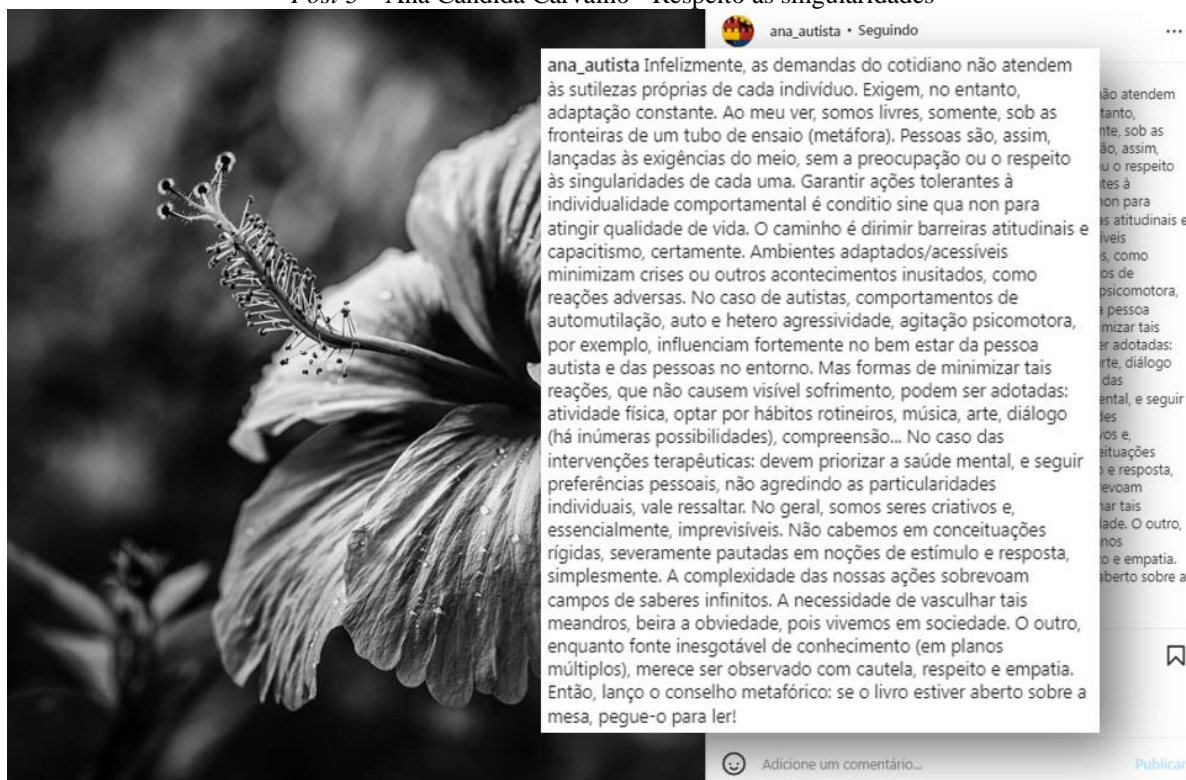 Post 3 – Ana Cândida Carvalho - Respeito às singularidades
ana_autista • Seguindo
ana_autista Infelizmente, as demandas do cotidiano não atendem
às sutilezas próprias de cada indivíduo. Exigem, no entanto,
adaptação constante. Ao meu ver, somos livres, somente, sob as
fronteiras de um tubo de ensaio (metáfora). Pessoas são, assim,
lançadas às exigências do meio, sem a preocupação ou o respeito
às singularidades de cada uma. Garantir ações tolerantes à
individualidade comportamental é conditio sine qua non para
atingir qualidade de vida. O caminho é dirimir barreiras atitudinais e
capacitismo, certamente. Ambientes adaptados/acessíveis
minimizam crises ou outros acontecimentos inusitados, como
reações adversas. No caso de autistas, comportamentos de
automutilação, auto e hetero agressividade, agitação psicomotora,
por exemplo, influenciam fortemente no bem estar da pessoa
autista e das pessoas no entorno. Mas formas de minimizar tais
reações, que não causem visível sofrimento, podem ser adotadas:
atividade física, optar por hábitos rotineiros, música, arte, diálogo
(há inúmeras possibilidades), compreensão... No caso das
intervenções terapêuticas: devem priorizar a saúde mental, e seguir
preferências pessoais, não agredindo as particularidades
individuais, vale ressaltar. No geral, somos seres criativos e,
essencialmente, imprevisíveis. Não cabemos em conceituações
rígidas, severamente pautadas em noções de estímulo e resposta,
simplesmente. A complexidade das nossas ações sobrevoam
campos de saberes infinitos. A necessidade de vasculhar tais
meandros, beira a obviedade, pois vivemos em sociedade. O outro,
enquanto fonte inesgotável de conhecimento (em planos
múltiplos), merece ser observado com cautela, respeito e empatia.
Então, lanço o conselho metafórico: se o livro estiver aberto sobre a
mesa, pegue-o para ler!
Adicione um comentário...
Publicar